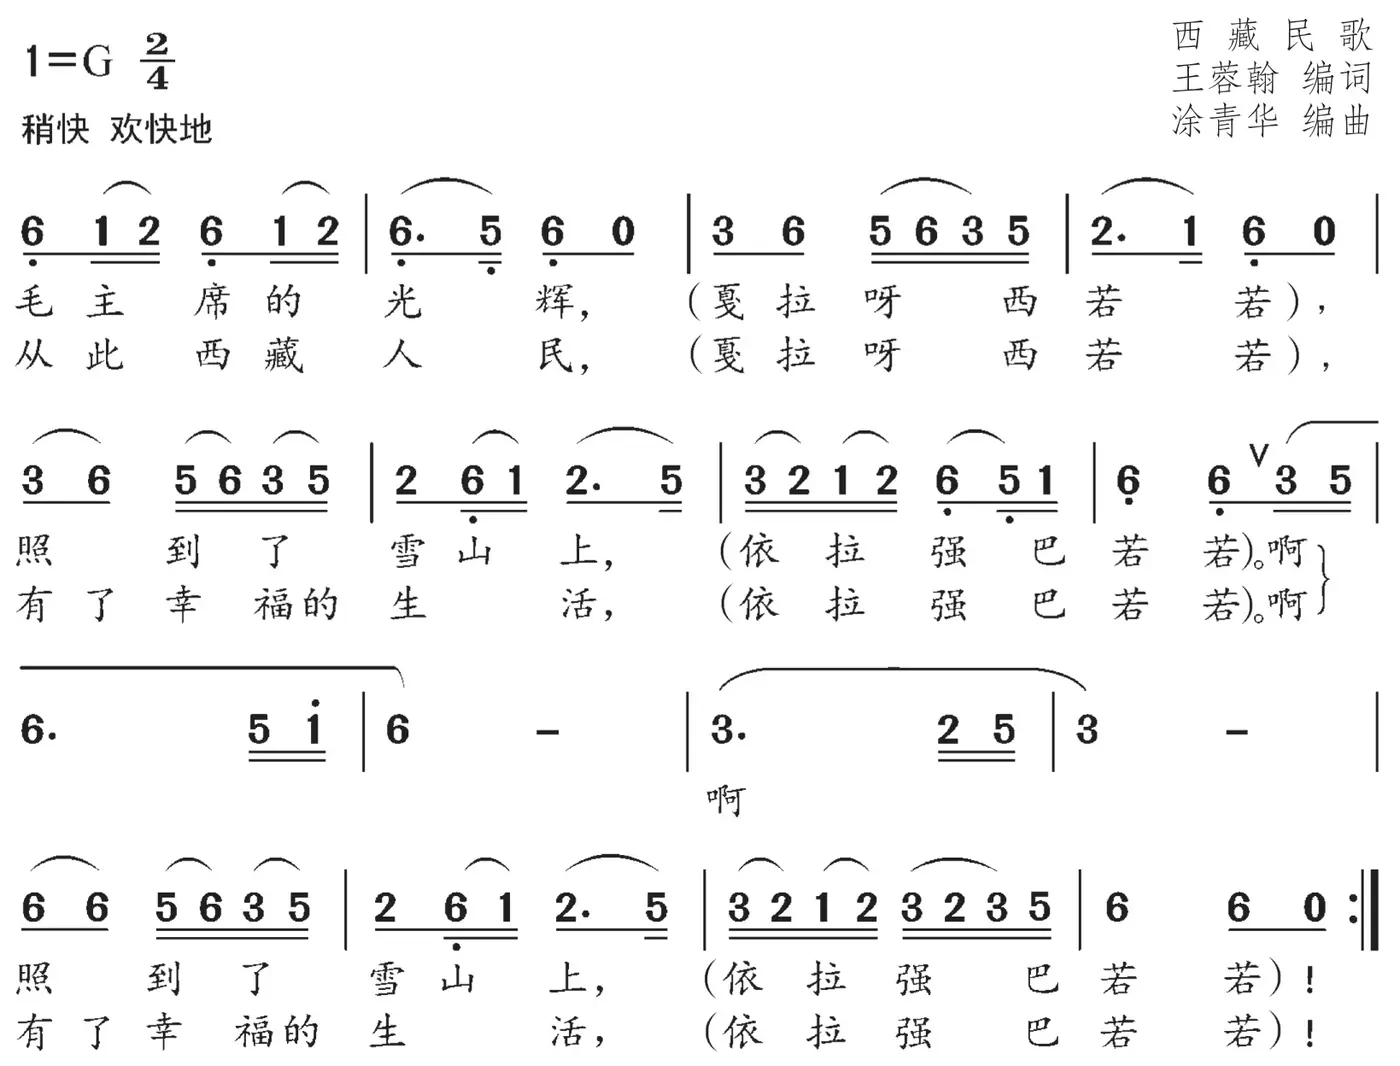 1=G 2/4
西藏民歌
王蓉翰 编词
稍快 欢快地
涂青华 编曲
6 1 2 6 1 2 | 6. 5 6 0 | 3 6 5 6 3 5 | 2. 1 6 0 |
毛主席的光辉，（戛拉呀西若若），
从此西藏人民，（戛拉呀西若若），
3 6 5 6 3 5 | 2 6 1 2. 5 | 3 2 1 2 6 5 1 | 6 6 V 3 5 |
照到了雪山上，（依拉强巴若若）。啊
有了幸福的生活，（依拉强巴若若）。啊
6. 5 1 | 6 - | 3. 2 5 | 3 - |
啊
6 6 5 6 3 5 | 2 6 1 2. 5 | 3 2 1 2 3 2 3 5 | 6 6 0 :|
照到了雪山上，（依拉强巴若若）！
有了幸福的生活，（依拉强巴若若）！